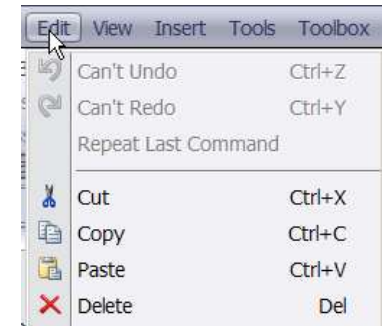 Edit View Insert Tools Toolbox
Can't Undo Ctrl+Z
Can't Redo Ctrl+Y
Repeat Last Command
Cut Ctrl+X
Copy Ctrl+C
Paste Ctrl+V
Delete Del